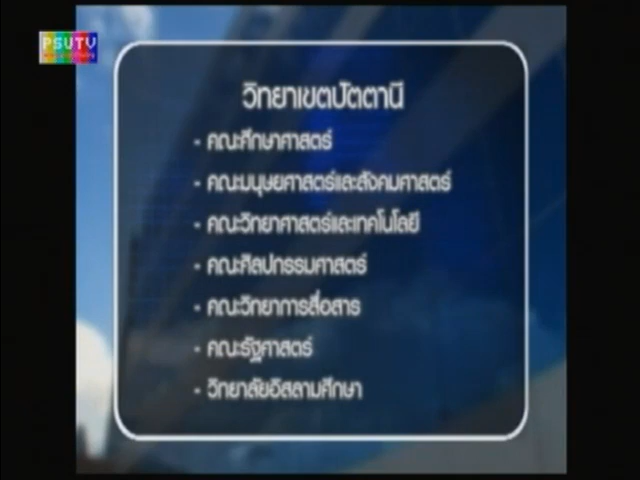 PSUTV
วิทยาเขตปัตตานี
- คณะศึกษาศาสตร์
- คณะมนุษยศาสตร์และสังคมศาสตร์
- คณะวิทยาศาสตร์และเทคโนโลยี
- คณะศิลปกรรมศาสตร์
- คณะวิทยาการสื่อสาร
- คณะรัฐศาสตร์
- วิทยาลัยอิสลามศึกษา